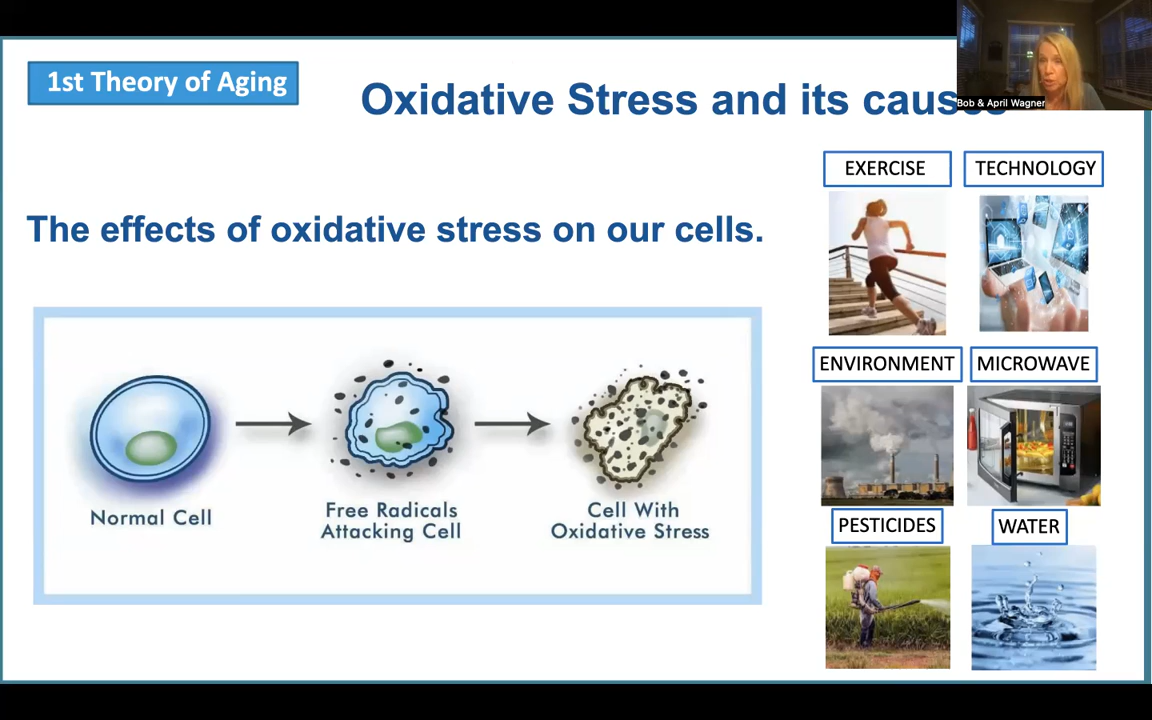 1st Theory of Aging
Oxidative Stress and its causes
Bob & April Wagner
EXERCISE
TECHNOLOGY
The effects of oxidative stress on our cells.
ENVIRONMENT
MICROWAVE
Normal Cell
Free Radicals
Attacking Cell
Cell With
Oxidative Stress
PESTICIDES
WATER